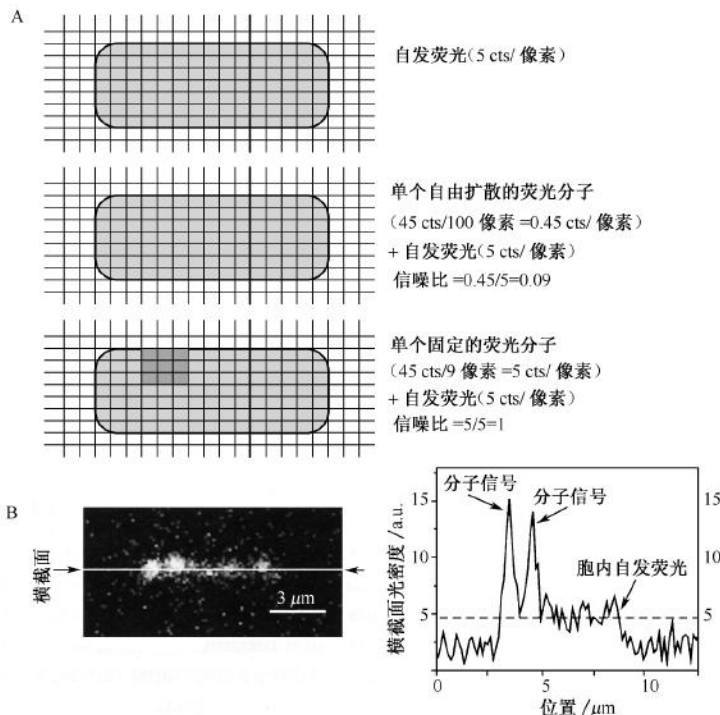 A
自发荧光(5 cts/ 像素)
单个自由扩散的荧光分子
(45 cts/100 像素 =0.45 cts/ 像素)
+ 自发荧光(5 cts/ 像素)
信噪比 =0.45/5=0.09
单个固定的荧光分子
(45 cts/9 像素 =5 cts/ 像素)
+ 自发荧光(5 cts/ 像素)
信噪比 =5/5=1
B
横截面
3 μm
分子信号
分子信号
胞内自发荧光
横截面光密度 /a.u.
15
10
5
0
5
10
15
10
5
位置 /μm